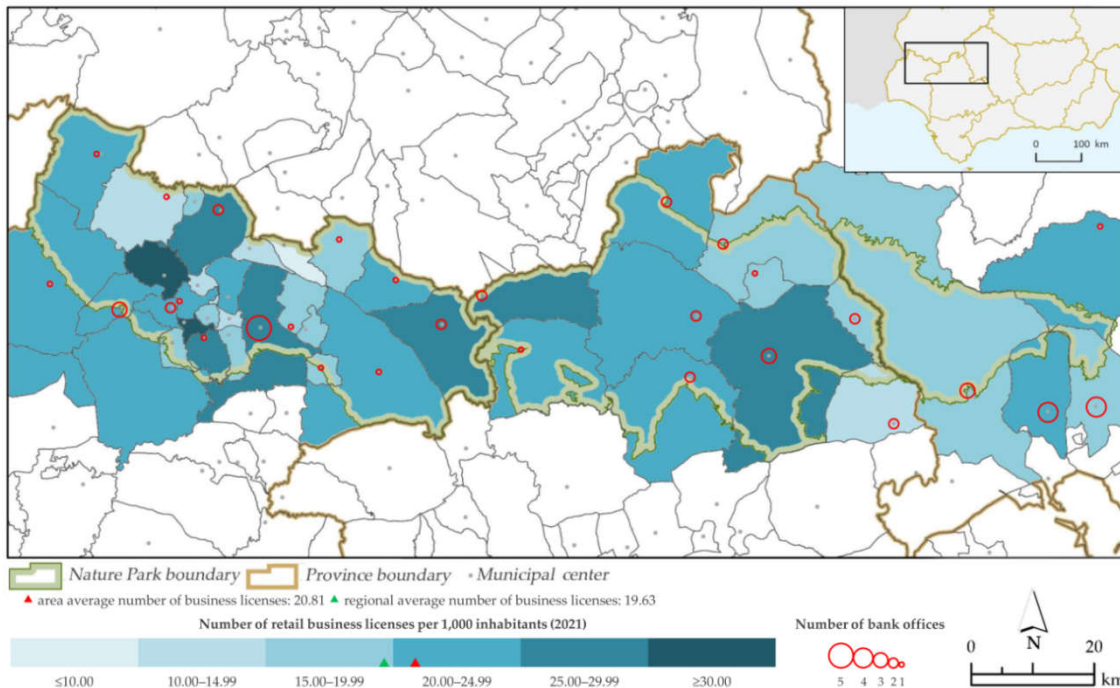 0 100 km
Nature Park boundary Province boundary Municipal center
area average number of business licenses: 20.81 regional average number of business licenses: 19.63
Number of retail business licenses per 1,000 inhabitants (2021)
≤10.00 10.00–14.99 15.00–19.99 20.00–24.99 25.00–29.99 ≥30.00
Number of bank offices
5 4 3 2 1
N
0 20
km